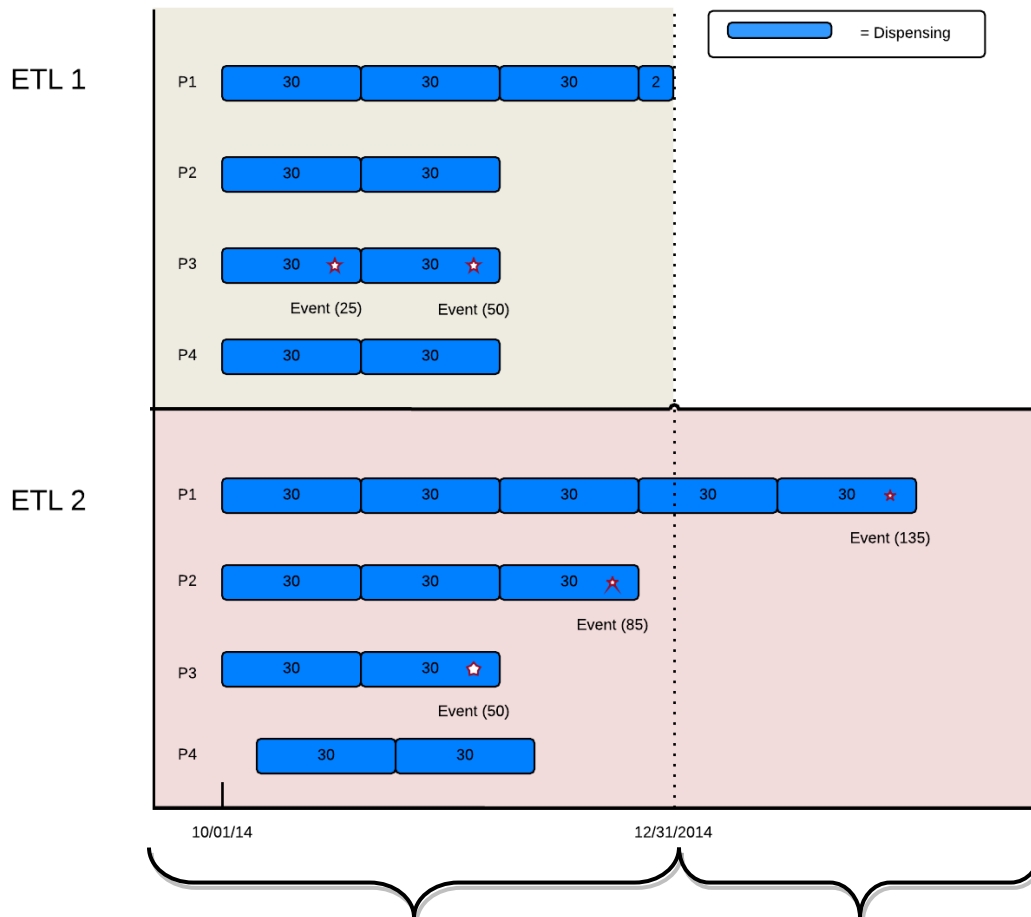 = Dispensing
ETL 1
P1 30 30 30 2
P2 30 30
P3 30 30
Event (25) Event (50)
P4 30 30
ETL 2
P1 30 30 30 30 30
Event (135)
P2 30 30 30
Event (85)
P3 30 30
Event (50)
P4 30 30
10/01/14 12/31/2014